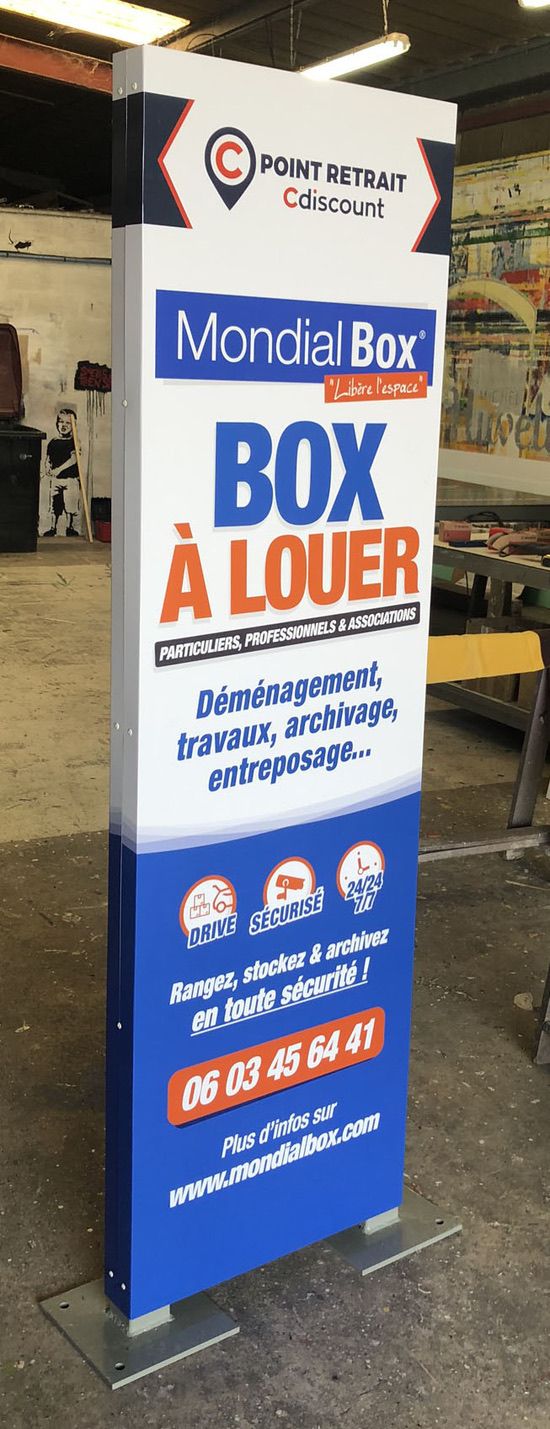 C POINT RETRAIT
Cdiscount
Mondial Box®
"Libère l'espace"
BOX
À LOUER
PARTICULIERS, PROFESSIONNELS & ASSOCIATIONS
Déménagement,
travaux, archivage,
entreposage...
DRIVE
SÉCURISÉ
24/24
7/7
Rangez, stockez & archivez
en toute sécurité !
06 03 45 64 41
Plus d'infos sur
www.mondialbox.com